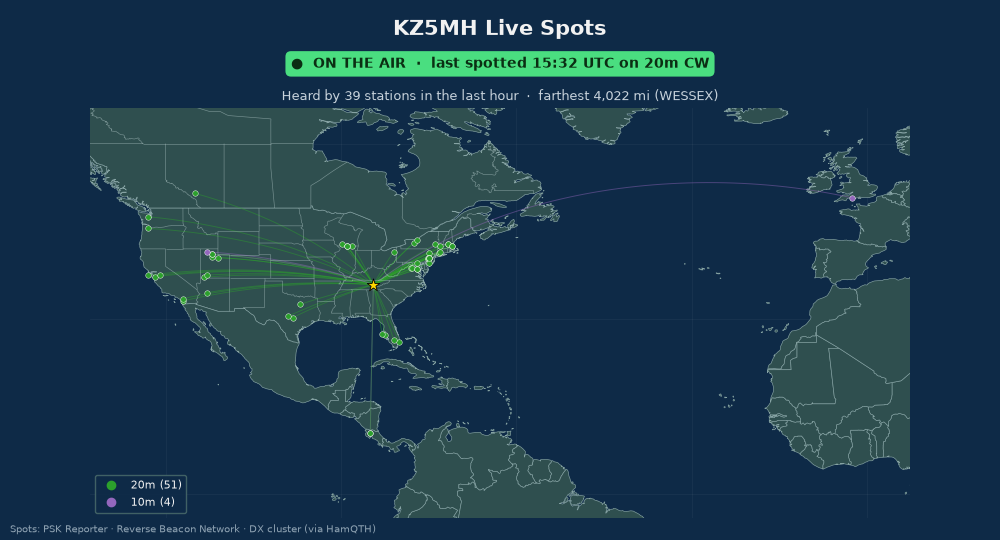 KZ5MH Live Spots
● ON THE AIR · last spotted 15:32 UTC on 20m CW
Heard by 39 stations in the last hour · farthest 4,022 mi (WESSEX)
20m (51)
10m (4)
Spots: PSK Reporter · Reverse Beacon Network · DX cluster (via HamQTH)